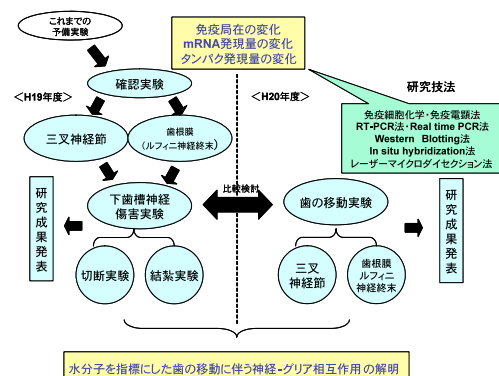 これまでの
予備実験
免疫局在の変化
mRNA発現量の変化
タンパク発現量の変化
確認実験
＜H19年度＞
＜H20年度＞
研究技法
免疫細胞化学・免疫電顕法
RT-PCR法・Real time PCR法
Western Blotting法
In situ hybridization法
レーザーマイクロダイセクション法
三叉神経節
歯根膜
（ルフィニ神経終末）
比較検討
研究成果発表
下歯槽神経
傷害実験
歯の移動実験
研究成果発表
切断実験
結紮実験
三叉
神経節
歯根膜
ルフィニ
神経終末
水分子を指標にした歯の移動に伴う神経-グリア相互作用の解明